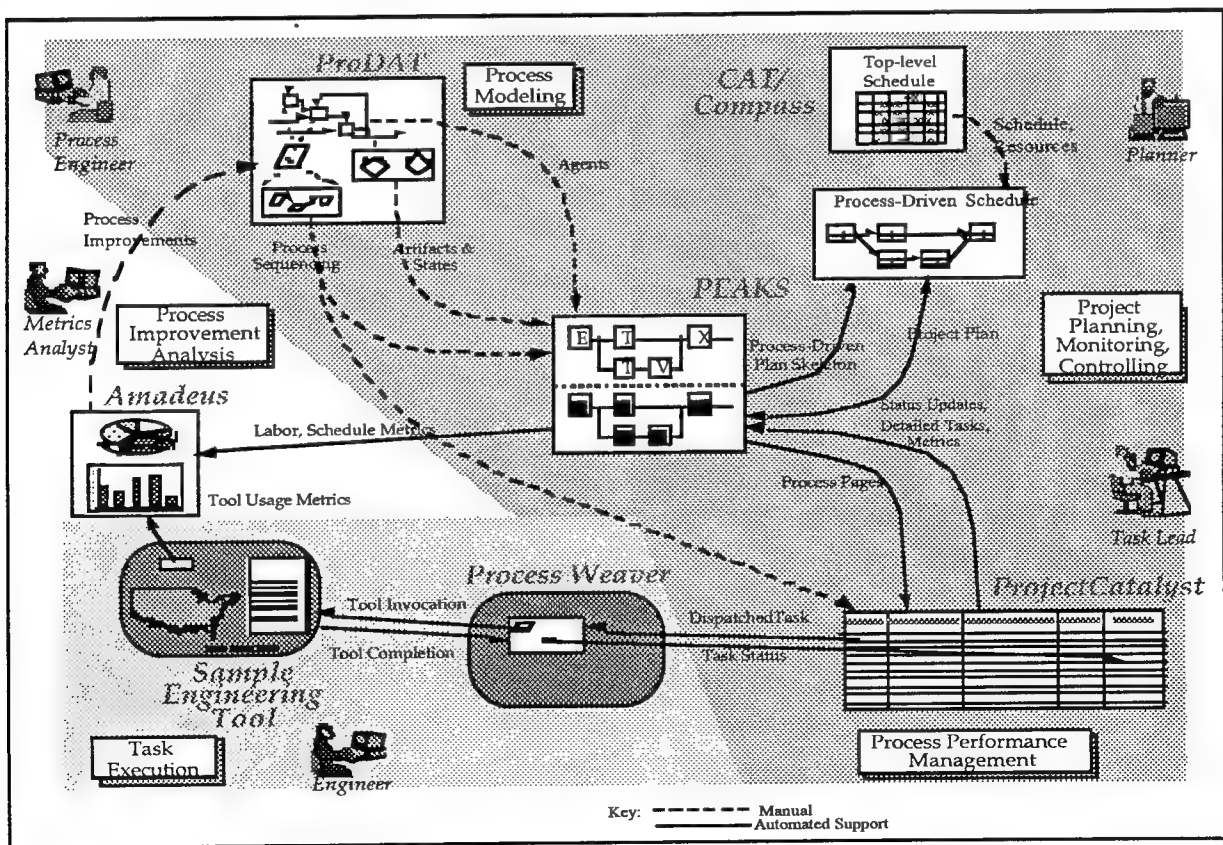 ProDAT
Process
Modeling
CAT/
Compass
Top-level
Schedule
Process
Engineer
Agents
Schedule,
Resources
Planner
Process
Improvements
Process-Driven Schedule
Process
Sequencing
Artifacts &
States
PEAKS
Metrics
Analyst
Process
Improvement
Analysis
E T X
T V
Process-Driven
Plan Skeleton
Project Plan
Project
Planning,
Monitoring,
Controlling
Amadeus
Labor, Schedule Metrics
Status Updates,
Detailed Tasks,
Metrics
Tool Usage Metrics
Process Pages
Task Lead
Process Weaver
ProjectCatalyst
Tool Invocation
Tool Completion
DispatchedTask
Task Status
Sample
Engineering
Tool
Task
Execution
Engineer
Process Performance
Management
Key: Manual
Automated Support